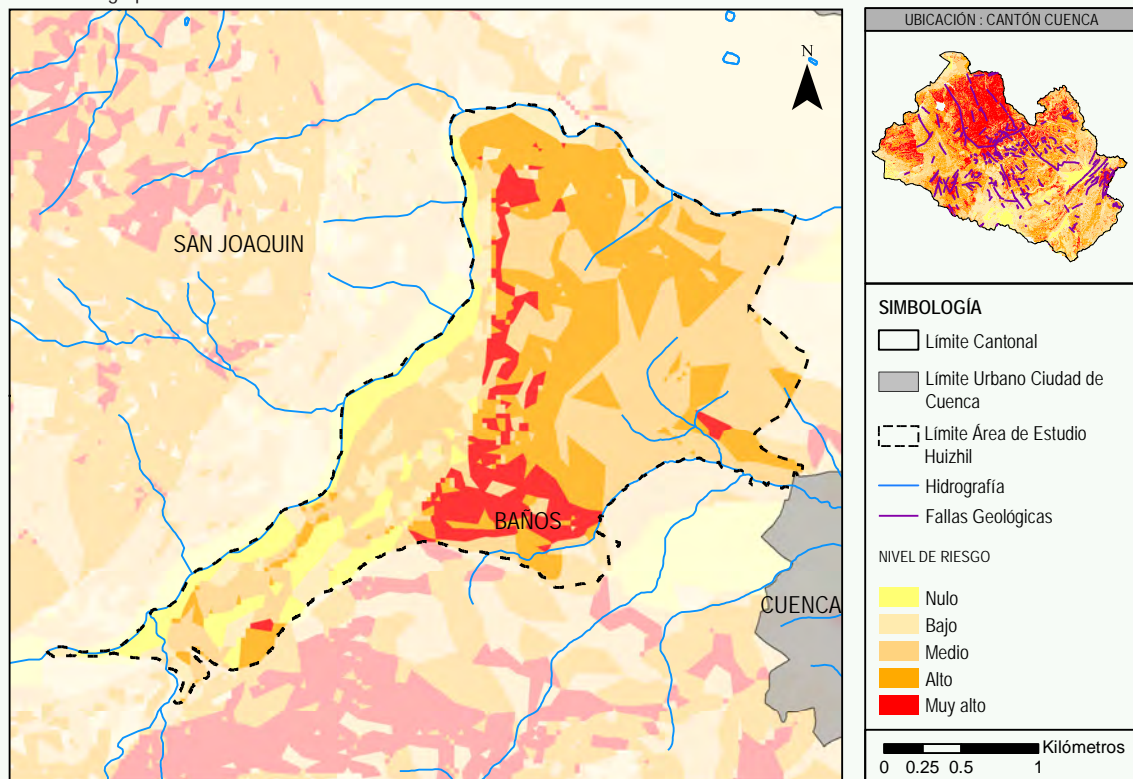 N
SAN JOAQUIN
BAÑOS
CUENCA
UBICACIÓN : CANTÓN CUENCA
SIMBOLOGÍA
Límite Cantonal
Límite Urbano Ciudad de
Cuenca
Límite Área de Estudio
Huizhil
Hidrografía
Fallas Geológicas
NIVEL DE RIESGO
Nulo
Bajo
Medio
Alto
Muy alto
Kilómetros
0 0.25 0.5 1